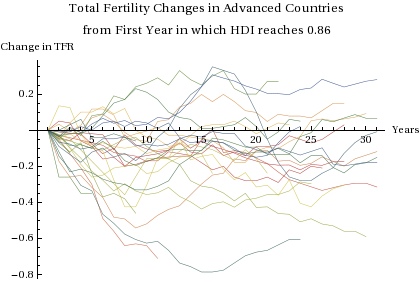 Total Fertility Changes in Advanced Countries
from First Year in which HDI reaches 0.86
Change in TFR
0.2
5 10 15 20 25 30 Years
−0.2
−0.4
−0.6
−0.8